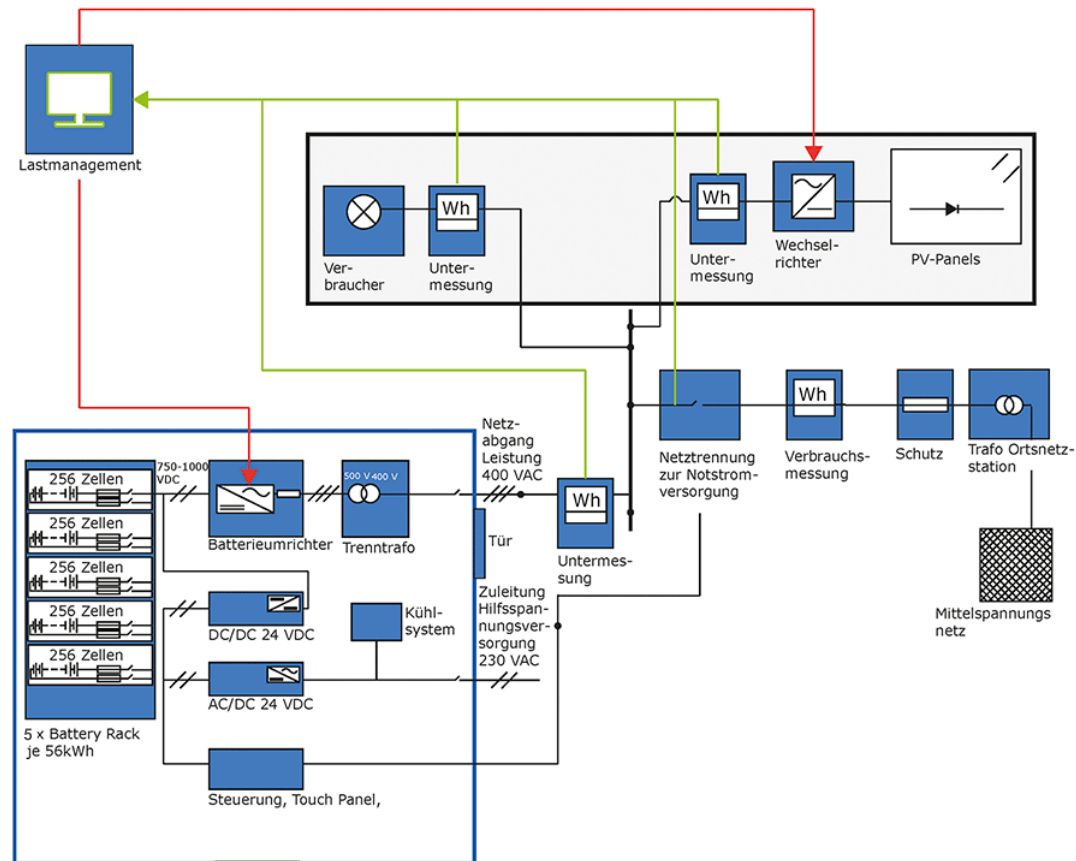 Lastmanagement
Wh
Ver-
braucher
Unter-
messung
Wh
Unter-
messung
Wechsel-
richter
PV-Panels
Netz-
abgang
Leistung
400 VAC
Wh
Untermes-
sung
Netztrennung
zur Notstrom-
versorgung
Wh
Verbrauchs-
messung
Schutz
Trafo Ortsnetz-
station
Mittelspannungs
netz
256 Zellen
256 Zellen
256 Zellen
256 Zellen
256 Zellen
5 x Battery Rack
je 56kWh
750-1000
VDC
Batterieumrichter
500 V 400 V
Trenntrafo
Tür
DC/DC 24 VDC
Kühl-
system
Zuleitung
Hilfsspan-
nungsver-
sorgung
230 VAC
AC/DC 24 VDC
Steuerung, Touch Panel,